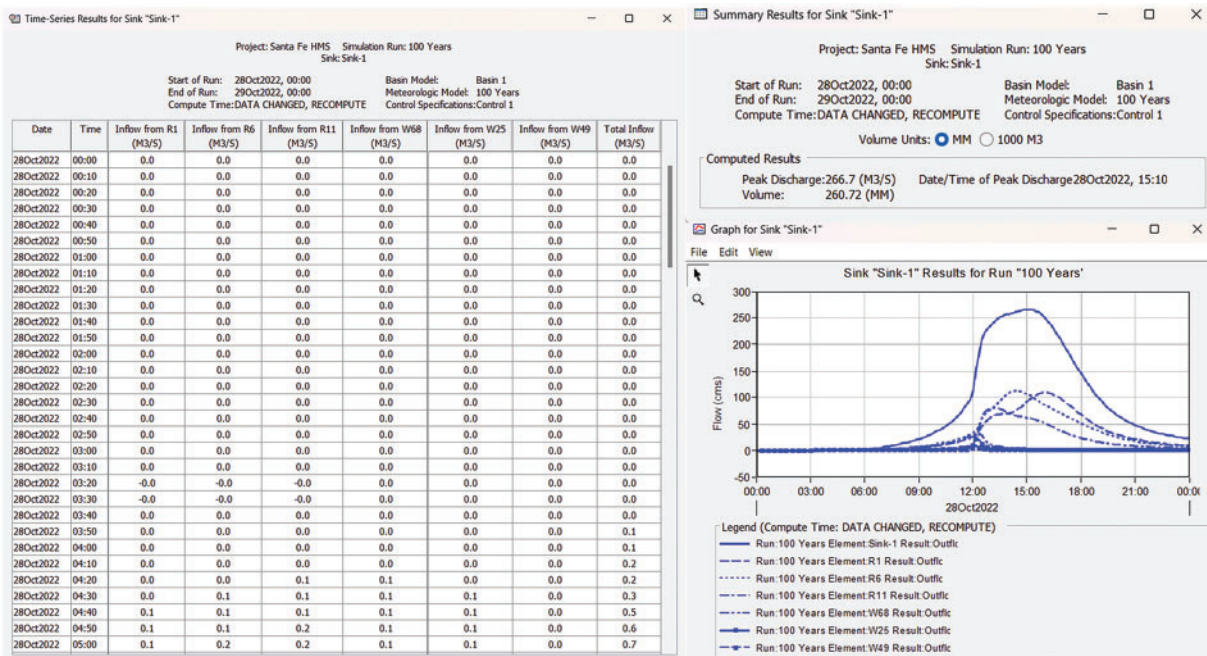 Time-Series Results for Sink "Sink-1"
Project: Santa Fe HMS Simulation Run: 100 Years
Sink: Sink-1
Start of Run: 28Oct2022, 00:00 Basin Model: Basin 1
End of Run: 29Oct2022, 00:00 Meteorologic Model: 100 Years
Compute Time:DATA CHANGED, RECOMPUTE Control Specifications:Control 1
Date Time Inflow from R1 (M3/S) Inflow from R6 (M3/S) Inflow from R11 (M3/S) Inflow from W68 (M3/S) Inflow from W25 (M3/S) Inflow from W49 (M3/S) Total Inflow (M3/S)
28Oct2022 00:00 0.0 0.0 0.0 0.0 0.0 0.0 0.0
28Oct2022 00:10 0.0 0.0 0.0 0.0 0.0 0.0 0.0
28Oct2022 00:20 0.0 0.0 0.0 0.0 0.0 0.0 0.0
28Oct2022 00:30 0.0 0.0 0.0 0.0 0.0 0.0 0.0
28Oct2022 00:40 0.0 0.0 0.0 0.0 0.0 0.0 0.0
28Oct2022 00:50 0.0 0.0 0.0 0.0 0.0 0.0 0.0
28Oct2022 01:00 0.0 0.0 0.0 0.0 0.0 0.0 0.0
28Oct2022 01:10 0.0 0.0 0.0 0.0 0.0 0.0 0.0
28Oct2022 01:20 0.0 0.0 0.0 0.0 0.0 0.0 0.0
28Oct2022 01:30 0.0 0.0 0.0 0.0 0.0 0.0 0.0
28Oct2022 01:40 0.0 0.0 0.0 0.0 0.0 0.0 0.0
28Oct2022 01:50 0.0 0.0 0.0 0.0 0.0 0.0 0.0
28Oct2022 02:00 0.0 0.0 0.0 0.0 0.0 0.0 0.0
28Oct2022 02:10 0.0 0.0 0.0 0.0 0.0 0.0 0.0
28Oct2022 02:20 0.0 0.0 0.0 0.0 0.0 0.0 0.0
28Oct2022 02:30 0.0 0.0 0.0 0.0 0.0 0.0 0.0
28Oct2022 02:40 0.0 0.0 0.0 0.0 0.0 0.0 0.0
28Oct2022 02:50 0.0 0.0 0.0 0.0 0.0 0.0 0.0
28Oct2022 03:00 0.0 0.0 0.0 0.0 0.0 0.0 0.0
28Oct2022 03:10 0.0 0.0 0.0 0.0 0.0 0.0 0.0
28Oct2022 03:20 -0.0 -0.0 -0.0 0.0 0.0 0.0 0.0
28Oct2022 03:30 -0.0 -0.0 -0.0 0.0 0.0 0.0 0.0
28Oct2022 03:40 0.0 0.0 0.0 0.0 0.0 0.0 0.0
28Oct2022 03:50 0.0 0.0 0.0 0.0 0.0 0.0 0.1
28Oct2022 04:00 0.0 0.0 0.0 0.0 0.0 0.0 0.1
28Oct2022 04:10 0.0 0.0 0.0 0.0 0.0 0.0 0.2
28Oct2022 04:20 0.0 0.0 0.1 0.1 0.0 0.0 0.2
28Oct2022 04:30 0.0 0.1 0.1 0.1 0.0 0.0 0.3
28Oct2022 04:40 0.1 0.1 0.1 0.1 0.1 0.0 0.5
28Oct2022 04:50 0.1 0.1 0.2 0.1 0.1 0.0 0.6
28Oct2022 05:00 0.1 0.2 0.2 0.1 0.1 0.0 0.7
Summary Results for Sink "Sink-1"
Project: Santa Fe HMS Simulation Run: 100 Years
Sink: Sink-1
Start of Run: 28Oct2022, 00:00 Basin Model: Basin 1
End of Run: 29Oct2022, 00:00 Meteorologic Model: 100 Years
Compute Time:DATA CHANGED, RECOMPUTE Control Specifications:Control 1
Volume Units: MM 1000 M3
Computed Results
Peak Discharge:266.7 (M3/S) Date/Time of Peak Discharge28Oct2022, 15:10
Volume: 260.72 (MM)
Graph for Sink "Sink-1"
File Edit View
Sink "Sink-1" Results for Run "100 Years'
Flow (cms)
300
250
200
150
100
50
0
-50
00:00 03:00 06:00 09:00 12:00 15:00 18:00 21:00 00:0
28Oct2022
Legend (Compute Time: DATA CHANGED, RECOMPUTE)
Run:100 Years Element:Sink-1 Result:Outflc
Run:100 Years Element:R1 Result:Outflc
Run:100 Years Element:R6 Result:Outflc
Run:100 Years Element:R11 Result:Outflc
Run:100 Years Element:W68 Result:Outflc
Run:100 Years Element:W25 Result:Outflc
Run:100 Years Element:W49 Result:Outflc